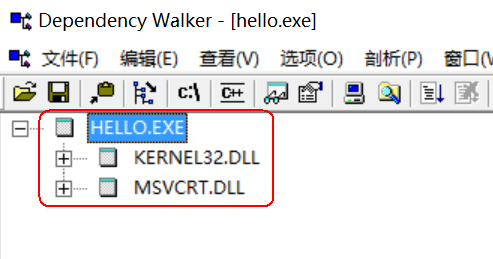 Dependency Walker - [hello.exe]
文件(F) 编辑(E) 查看(V) 选项(O) 剖析(P) 窗口(
c:\ C++
HELLO.EXE
KERNEL32.DLL
MSVCRT.DLL